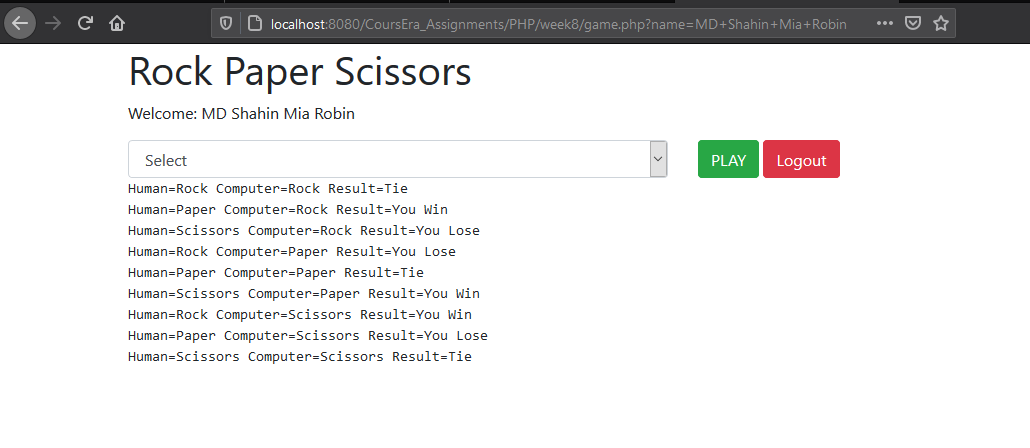 localhost:8080/CoursEra_Assignments/PHP/week8/game.php?name=MD+Shahin+Mia+Robin
Rock Paper Scissors
Welcome: MD Shahin Mia Robin
Select PLAY Logout
Human=Rock Computer=Rock Result=Tie
Human=Paper Computer=Rock Result=You Win
Human=Scissors Computer=Rock Result=You Lose
Human=Rock Computer=Paper Result=You Lose
Human=Paper Computer=Paper Result=Tie
Human=Scissors Computer=Paper Result=You Win
Human=Rock Computer=Scissors Result=You Win
Human=Paper Computer=Scissors Result=You Lose
Human=Scissors Computer=Scissors Result=Tie